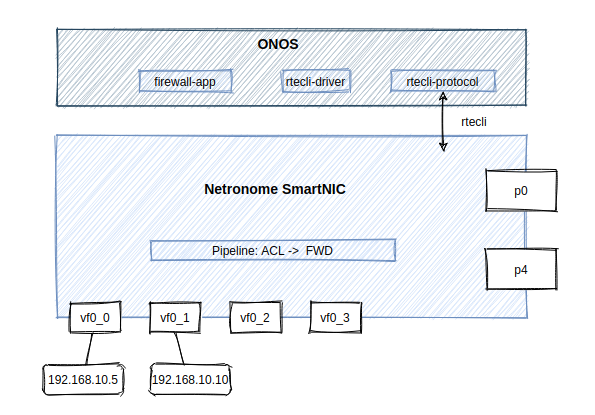 ONOS
firewall-app
rtecli-driver
rtecli-protocol
rtecli
Netronome SmartNIC
p0
Pipeline: ACL -> FWD
p4
vf0_0
vf0_1
vf0_2
vf0_3
192.168.10.5
192.168.10.10